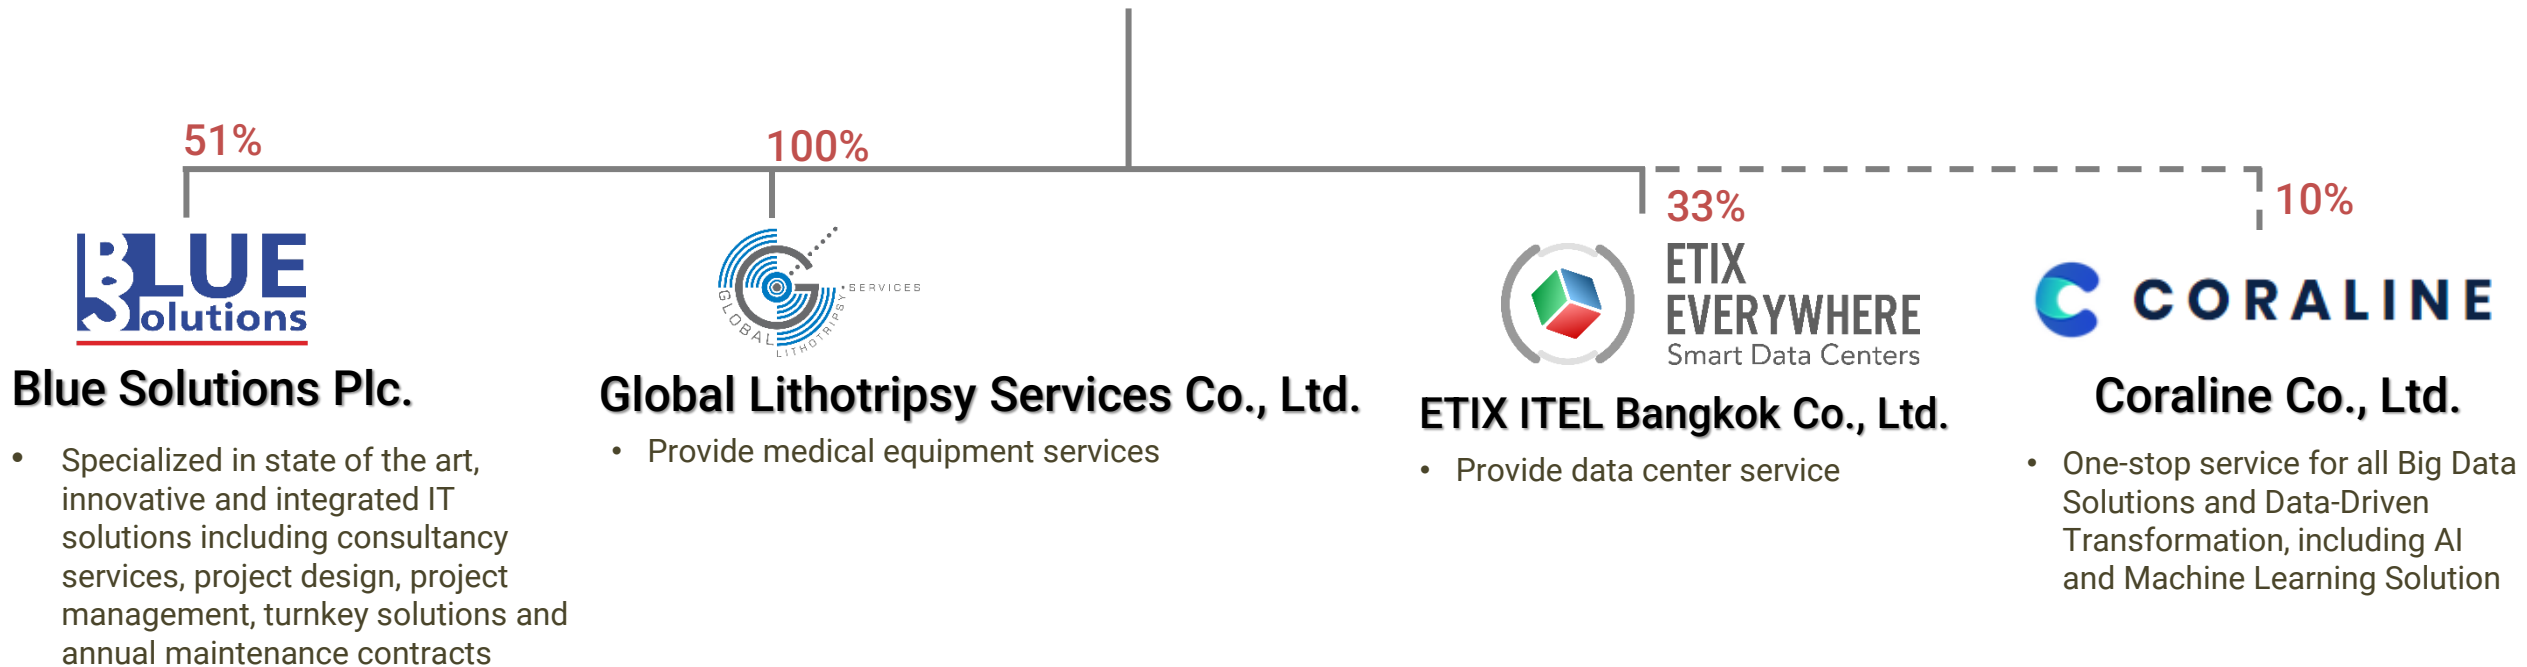 51%
100%
33%
10%
BLUE
Solutions
GLOBAL LITHOTRIPSY • SERVICES
ETIX
EVERYWHERE
Smart Data Centers
CORALINE
Blue Solutions Plc.
• Specialized in state of the art,
innovative and integrated IT
solutions including consultancy
services, project design, project
management, turnkey solutions and
annual maintenance contracts
Global Lithotripsy Services Co., Ltd.
• Provide medical equipment services
ETIX ITEL Bangkok Co., Ltd.
• Provide data center service
Coraline Co., Ltd.
• One-stop service for all Big Data
Solutions and Data-Driven
Transformation, including AI
and Machine Learning Solution